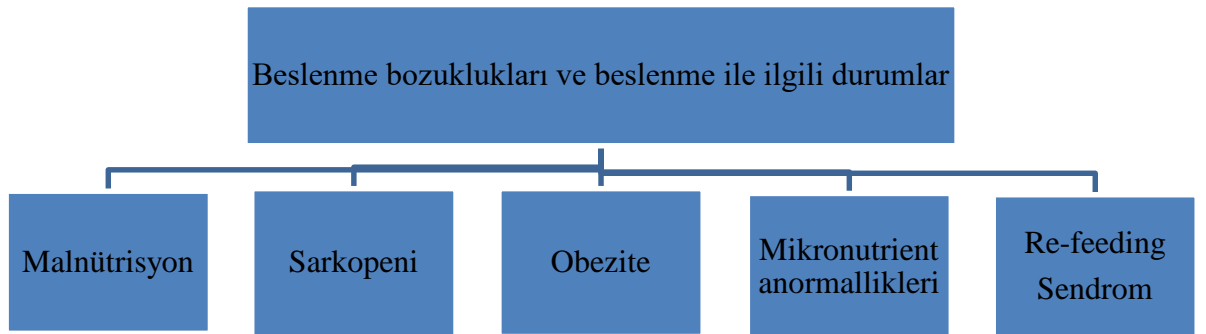 Beslenme bozuklukları ve beslenme ile ilgili durumlar
Malnütrisyon
Sarkopeni
Obezite
Mikronutrient
anormallikleri
Re-feeding
Sendrom